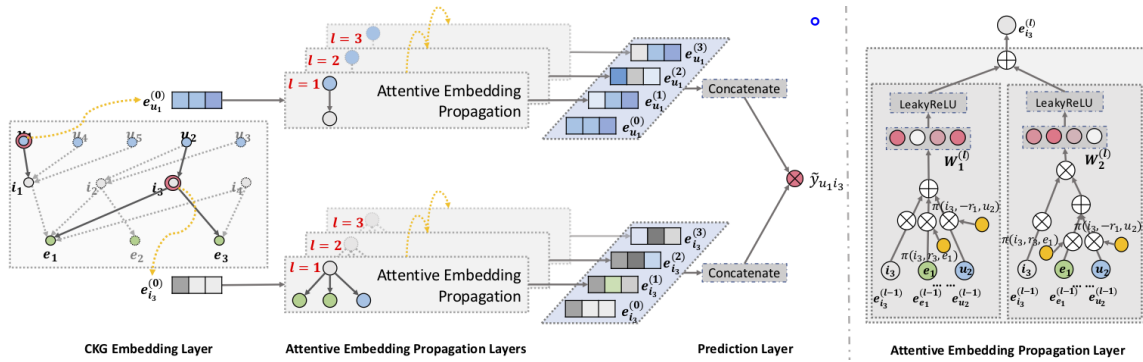 l = 3
l = 2
l = 1
Attentive Embedding
Propagation
e_{u_1}^{(0)}
e_{u_1}^{(3)}
e_{u_1}^{(2)}
e_{u_1}^{(1)}
e_{u_1}^{(0)}
Concatenate
u_4 u_5 u_2 u_3
i_1 i_2 i_3 i_4
e_1 e_2 e_3
ỹ_{u_1 i_3}
l = 3
l = 2
l = 1
Attentive Embedding
Propagation
e_{i_3}^{(0)}
e_{i_3}^{(3)}
e_{i_3}^{(2)}
e_{i_3}^{(1)}
e_{i_3}^{(0)}
Concatenate
CKG Embedding Layer
Attentive Embedding Propagation Layers
Prediction Layer
e_{i_3}^{(l)}
LeakyReLU LeakyReLU
W_1^{(l)} W_2^{(l)}
π(i_3, −r_1, u_2) π(i_3, −r_1, u_2)
π(i_3, r_3, e_1) π(i_3, r_3, e_1)
i_3 e_1 u_2 i_3 e_1 u_2
e_{i_3}^{(l-1)} e_{e_1}^{(l-1)} ... e_{u_2}^{(l-1)} e_{i_3}^{(l-1)} e_{e_1}^{(l-1)} ... e_{u_2}^{(l-1)}
Attentive Embedding Propagation Layer